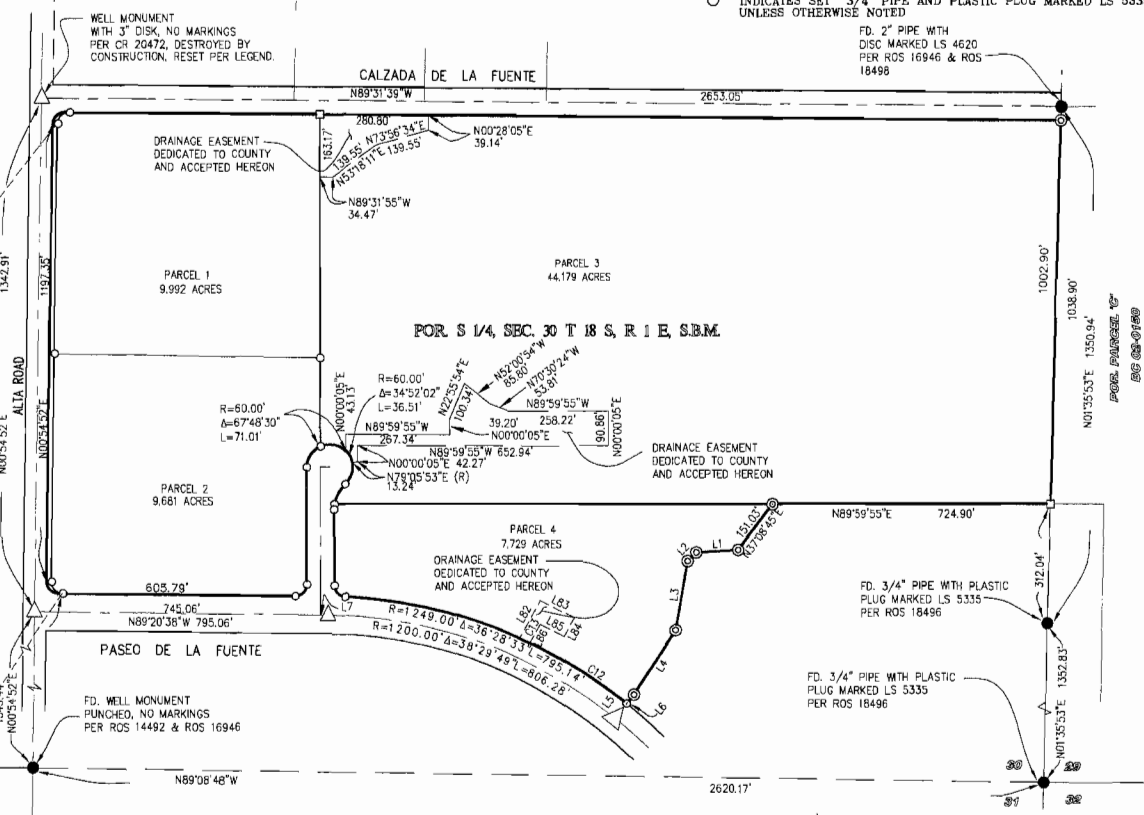 INDICATES SET 3/4" PIPE AND PLASTIC PLUG MARKED LS 533
UNLESS OTHERWISE NOTED
WELL MONUMENT
WITH 3" DISK, NO MARKINGS
PER CR 20472, DESTROYED BY
CONSTRUCTION, RESET PER LEGEND.
FD. 2" PIPE WITH
DISC MARKED LS 4620
PER ROS 16946 & ROS
18498
CALZADA DE LA FUENTE
N89°31'39"W
2653.05'
280.80'
163.17'
N73°56'34"E
139.55'
N53°18'11"E 139.55'
N00°28'05"E
39.14'
DRAINAGE EASEMENT
DEDICATED TO COUNTY
AND ACCEPTED HEREON
N89°31'55"W
34.47'
1342.91'
1197.35'
PARCEL 1
9.992 ACRES
PARCEL 3
44.179 ACRES
1002.90'
1038.90'
N01°35'53"E 1350.94'
POR. PARCEL 'C'
BC 02-0150
POR. S 1/4, SEC. 30 T 18 S, R 1 E, S.B.M.
ALTA ROAD
N00°54'52"E
N00°54'52"E
R=60.00'
Δ=67°48'30"
L=71.01'
N00°00'05"E
43.13'
R=60.00'
Δ=34°52'02"
L=36.51'
N22°55'54"E
100.34'
N52°00'54"W
85.80'
N70°30'24"W
53.81'
N89°59'55"W
258.22'
39.20'
N00°00'05"E
90.86'
N00°00'05"E
N89°59'55"W
267.34'
N89°59'55"W 652.94'
N00°00'05"E 42.27'
N79°05'53"E (R)
13.24'
DRAINAGE EASEMENT
DEDICATED TO COUNTY
AND ACCEPTED HEREON
PARCEL 2
9.681 ACRES
PARCEL 4
7.729 ACRES
DRAINAGE EASEMENT
DEDICATED TO COUNTY
AND ACCEPTED HEREON
151.03'
N37°08'45"E
N89°59'55"E 724.90'
L1
L2
L3
L4
L5
L6
L7
L82
L83
L84
L85
L86
C13
C12
605.79'
745.06'
N89°20'38"W 795.06'
R=1249.00' Δ=36°28'33" L=795.14'
R=1200.00' Δ=38°29'49" L=806.28'
PASEO DE LA FUENTE
312.04'
FD. 3/4" PIPE WITH PLASTIC
PLUG MARKED LS 5335
PER ROS 18496
FD. 3/4" PIPE WITH PLASTIC
PLUG MARKED LS 5335
PER ROS 18496
1352.83'
N01°35'53"E
N00°54'52"E
FD. WELL MONUMENT
PUNCHED, NO MARKINGS
PER ROS 14492 & ROS 16946
N89°08'48"W
2620.17'
30 29
31 32